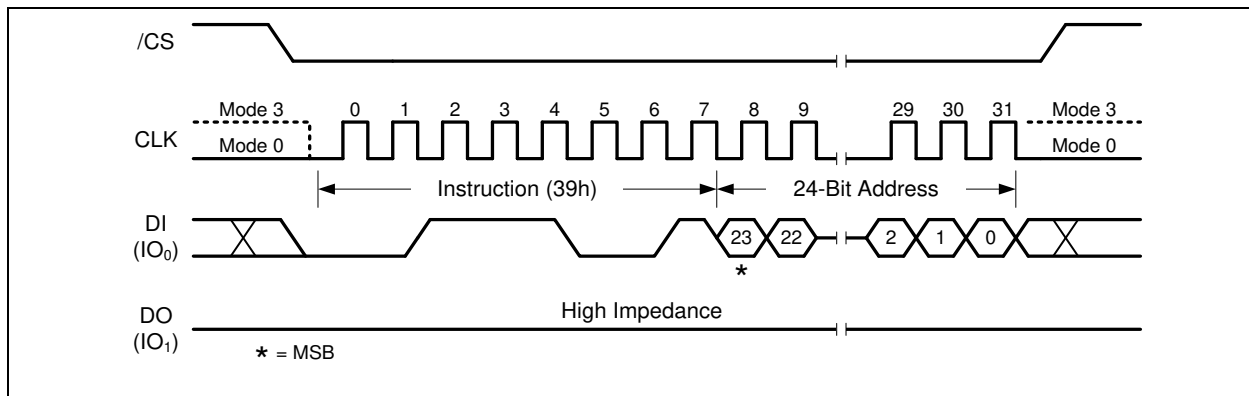 /CS
Mode 3 0 1 2 3 4 5 6 7 8 9 29 30 31 Mode 3
CLK
Mode 0 Mode 0
Instruction (39h) 24-Bit Address
DI
(IO₀)
23 22 2 1 0
*
High Impedance
DO
(IO₁)
* = MSB